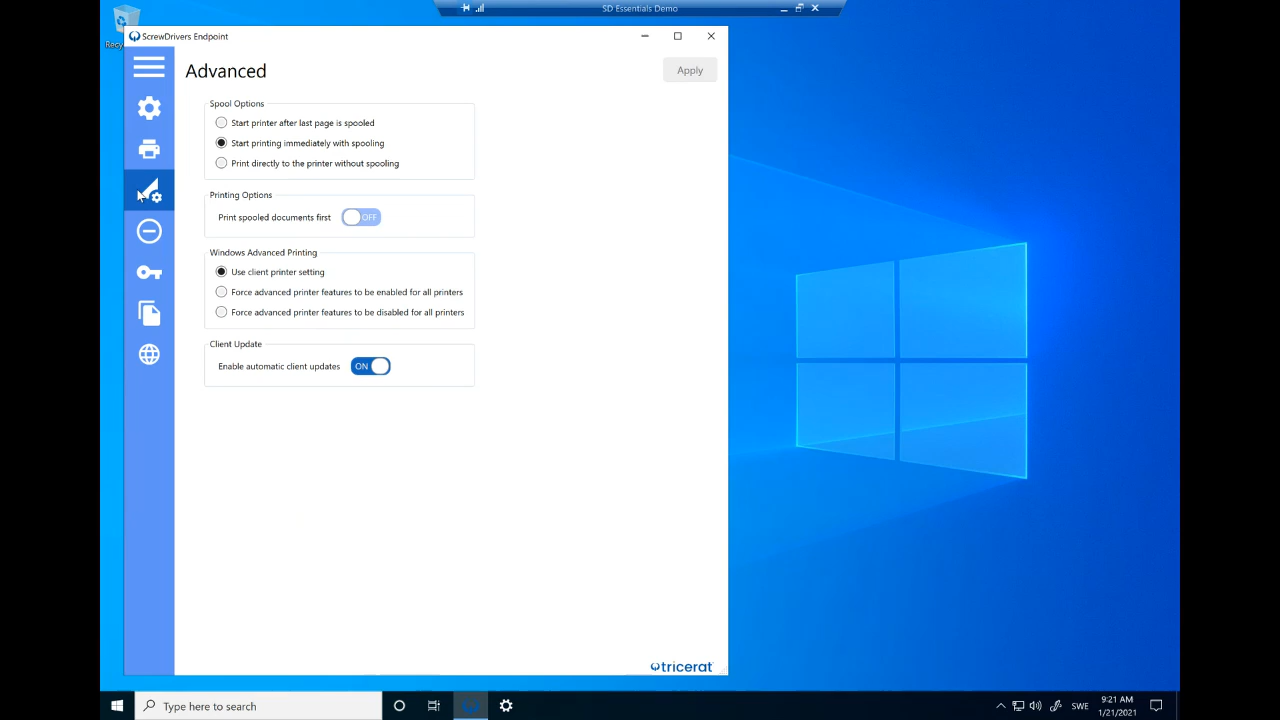 SD Essentials Demo
Recy
ScrewDrivers Endpoint
Advanced
Apply
Spool Options
Start printer after last page is spooled
Start printing immediately with spooling
Print directly to the printer without spooling
Printing Options
Print spooled documents first OFF
Windows Advanced Printing
Use client printer setting
Force advanced printer features to be enabled for all printers
Force advanced printer features to be disabled for all printers
Client Update
Enable automatic client updates ON
tricerat
Type here to search
SWE
9:21 AM
1/21/2021